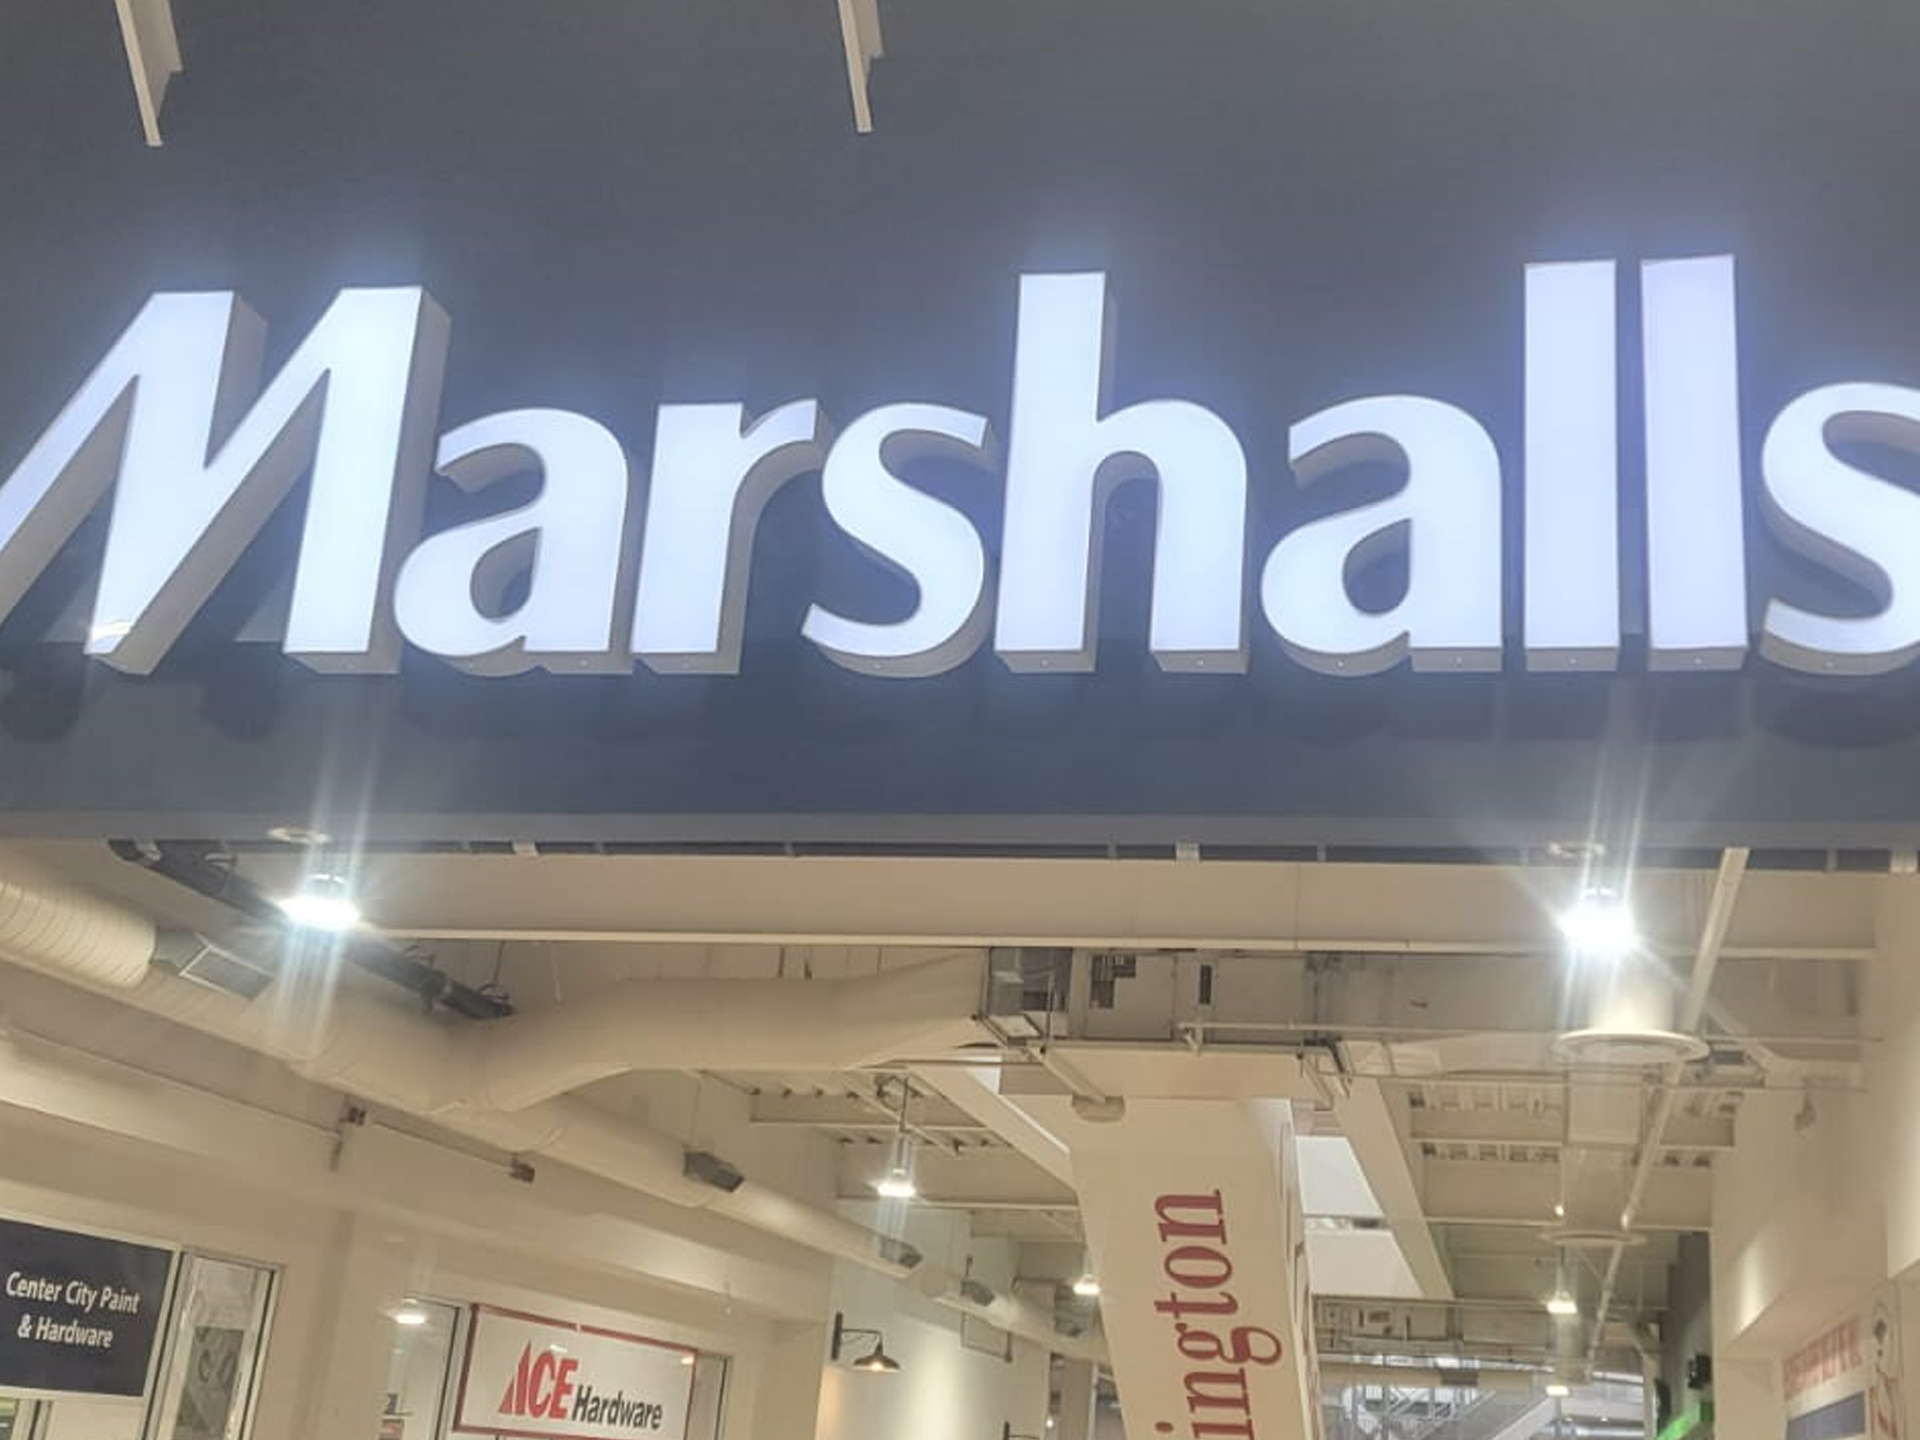 Marshalls
Center City Paint
& Hardware
ACE Hardware
ington